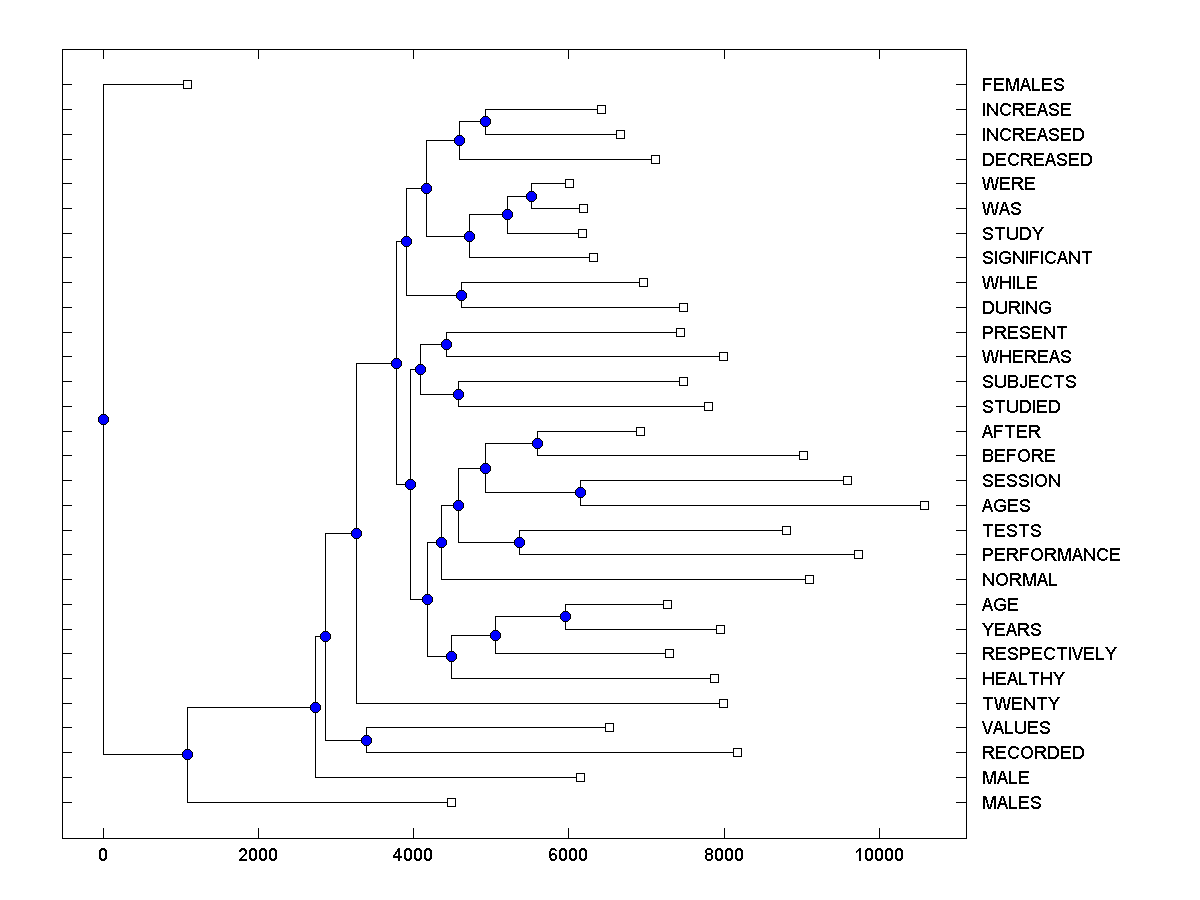 FEMALES
INCREASE
INCREASED
DECREASED
WERE
WAS
STUDY
SIGNIFICANT
WHILE
DURING
PRESENT
WHEREAS
SUBJECTS
STUDIED
AFTER
BEFORE
SESSION
AGES
TESTS
PERFORMANCE
NORMAL
AGE
YEARS
RESPECTIVELY
HEALTHY
TWENTY
VALUES
RECORDED
MALE
MALES
0 2000 4000 6000 8000 10000